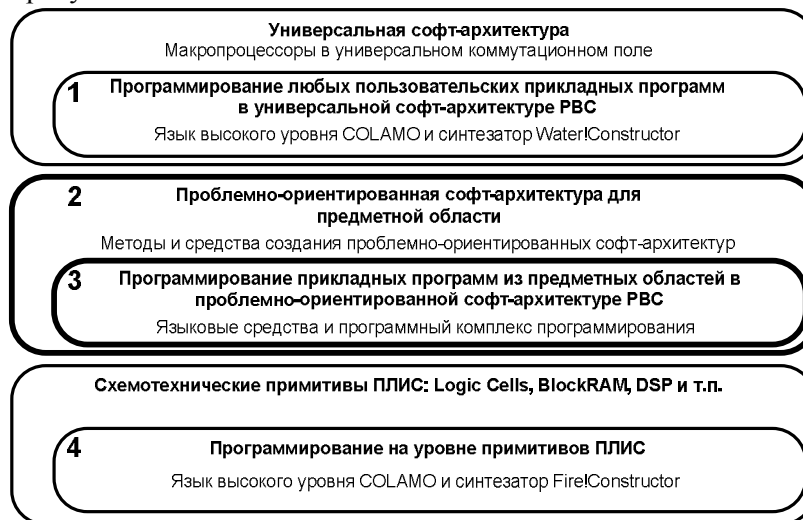 Универсальная софт-архитектура
Макропроцессоры в универсальном коммутационном поле
1 Программирование любых пользовательских прикладных программ
в универсальной софт-архитектуре РВС
Язык высокого уровня COLAMO и синтезатор Water!Constructor
2 Проблемно-ориентированная софт-архитектура для
предметной области
Методы и средства создания проблемно-ориентированных софт-архитектур
3 Программирование прикладных программ из предметных областей в
проблемно-ориентированной софт-архитектуре РВС
Языковые средства и программный комплекс программирования
Схемотехнические примитивы ПЛИС: Logic Cells, BlockRAM, DSP и т.п.
4 Программирование на уровне примитивов ПЛИС
Язык высокого уровня COLAMO и синтезатор Fire!Constructor